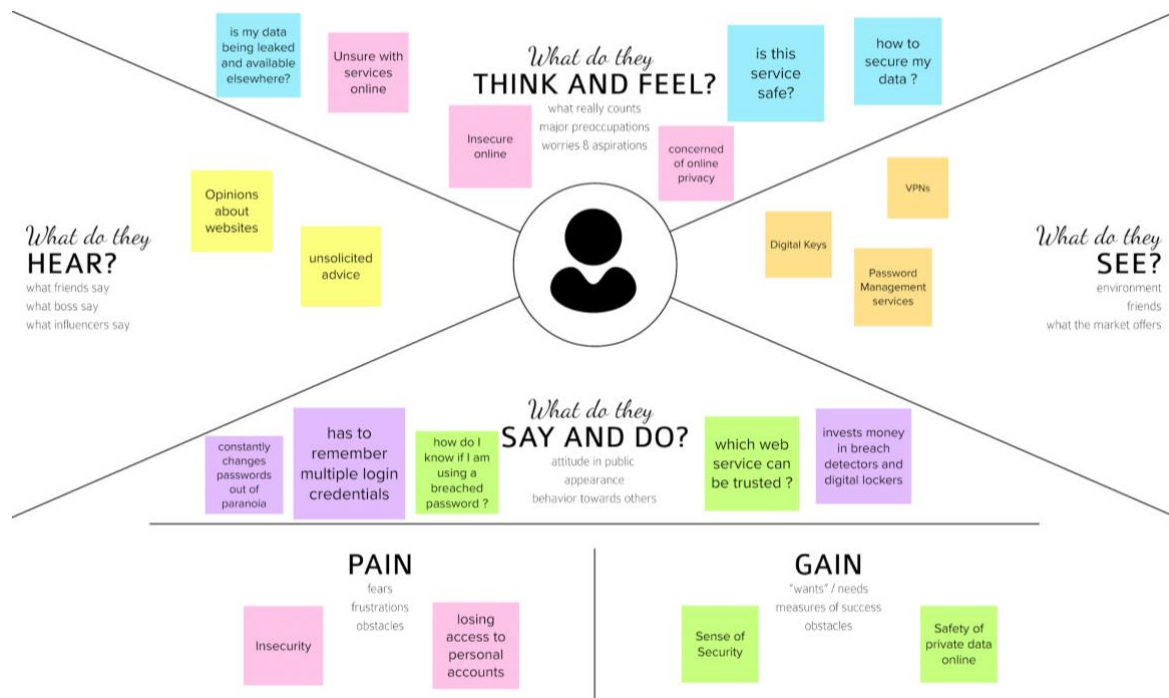 is my data
being leaked
and available
elsewhere?
Unsure with
services
online
What do they
THINK AND FEEL?
what really counts
major preoccupations
worries & aspirations
Insecure
online
concerned
of online
privacy
is this
service
safe?
how to
secure my
data ?
What do they
HEAR?
what friends say
what boss say
what influencers say
Opinions
about
websites
unsolicited
advice
Digital Keys
VPNs
Password
Management
services
What do they
SEE?
environment
friends
what the market offers
What do they
SAY AND DO?
attitude in public
appearance
behavior towards others
constantly
changes
passwords
out of
paranoia
has to
remember
multiple login
credentials
how do I
know if I am
using a
breached
password ?
which web
service can
be trusted ?
invests money
in breach
detectors and
digital lockers
PAIN
fears
frustrations
obstacles
Insecurity
losing
access to
personal
accounts
GAIN
"wants" / needs
measures of success
obstacles
Sense of
Security
Safety of
private data
online